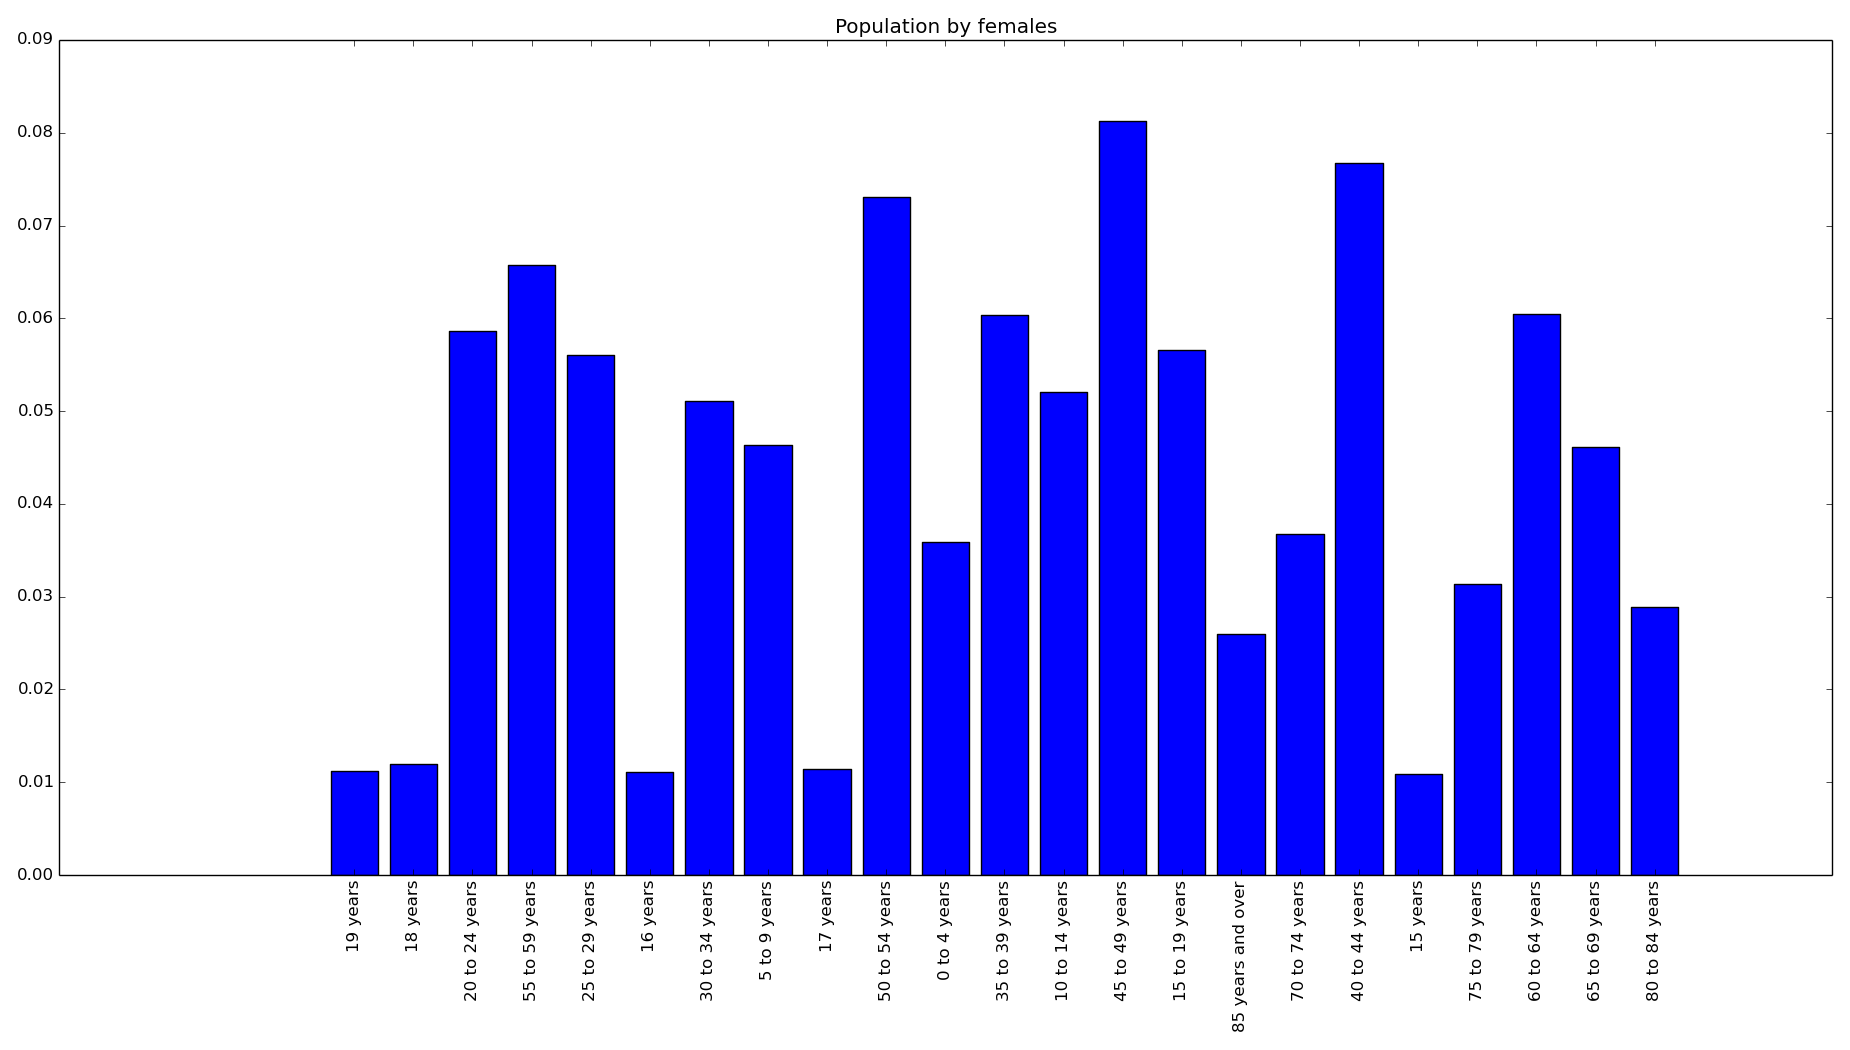 Population by females
0.09
0.08
0.07
0.06
0.05
0.04
0.03
0.02
0.01
0.00
19 years
18 years
20 to 24 years
55 to 59 years
25 to 29 years
16 years
30 to 34 years
5 to 9 years
17 years
50 to 54 years
0 to 4 years
35 to 39 years
10 to 14 years
45 to 49 years
15 to 19 years
85 years and over
70 to 74 years
40 to 44 years
15 years
75 to 79 years
60 to 64 years
65 to 69 years
80 to 84 years